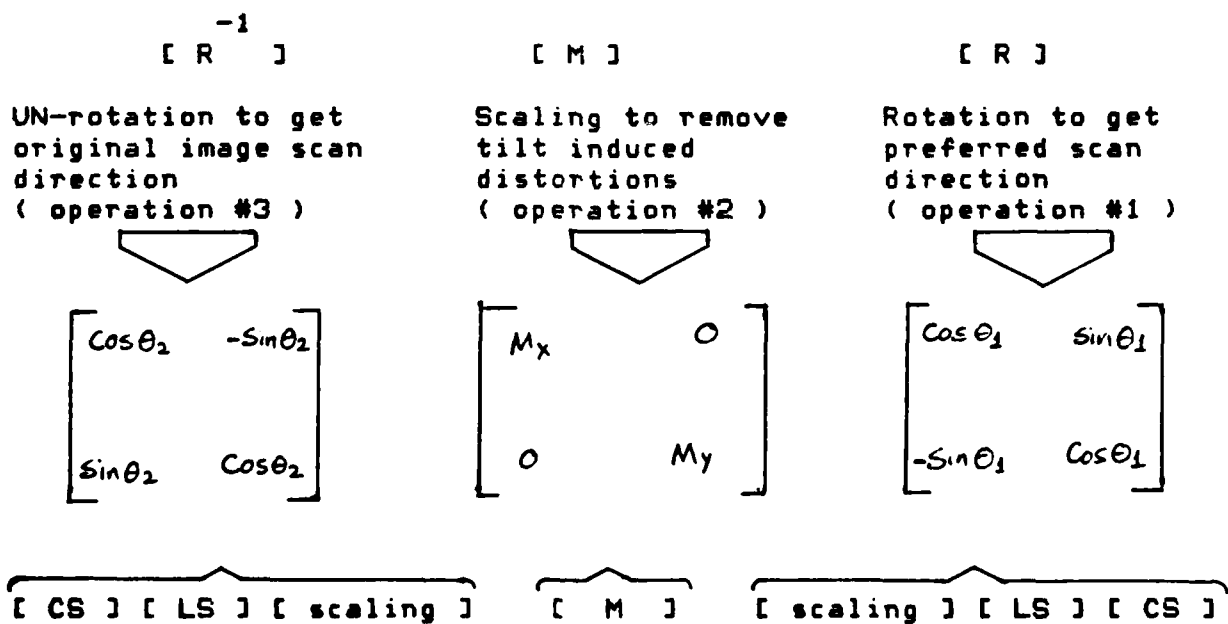 -1
[ R ] [ M ] [ R ]
UN-rotation to get
original image scan
direction
( operation #3 )
Scaling to remove
tilt induced
distortions
( operation #2 )
Rotation to get
preferred scan
direction
( operation #1 )
Cosθ₂ -Sinθ₂
Sinθ₂ Cosθ₂
Mx 0
0 My
Cosθ₁ Sinθ₁
-Sinθ₁ Cosθ₁
[ CS ] [ LS ] [ scaling ] [ M ] [ scaling ] [ LS ] [ CS ]